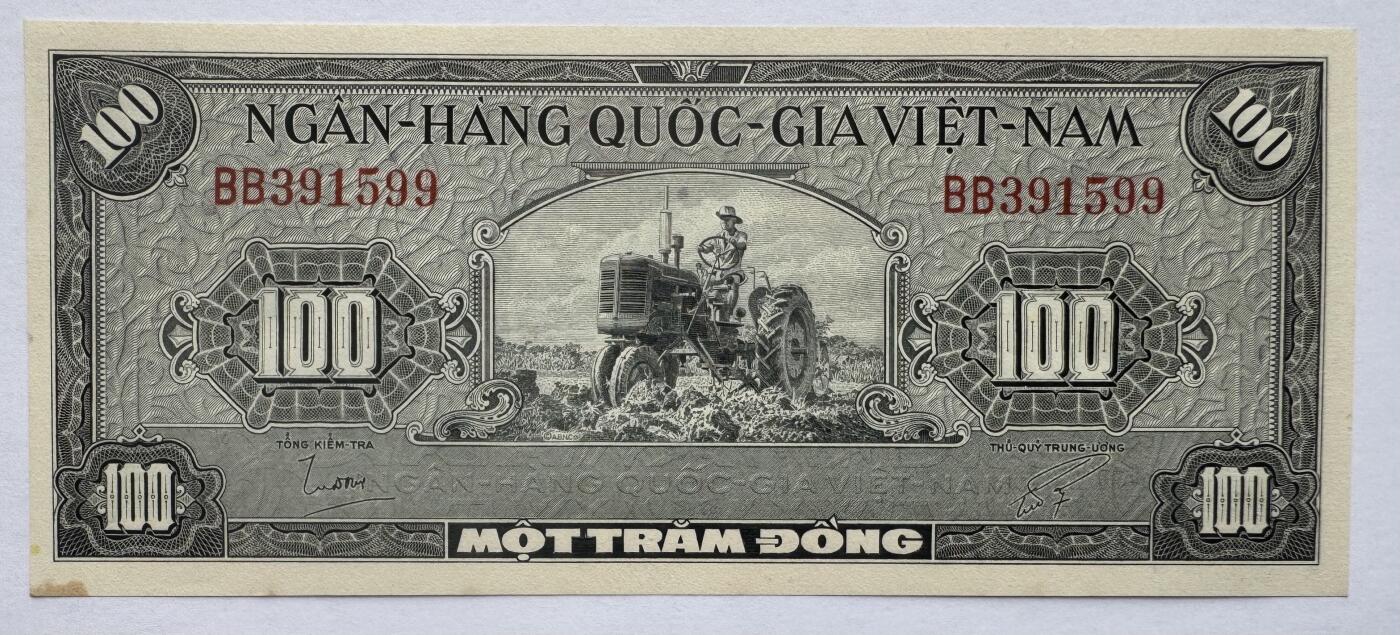 100 100
NGÂN-HÀNG QUỐC-GIA VIỆT-NAM
BB391599 BB391599
100 100
©ABNCO
TỔNG KIỂM-TRA THỦ-QUỸ TRUNG-ƯƠNG
NGÂN-HÀNG QUỐC-GIA VIỆT-NAM
100 100
MỘT TRĂM ĐỒNG